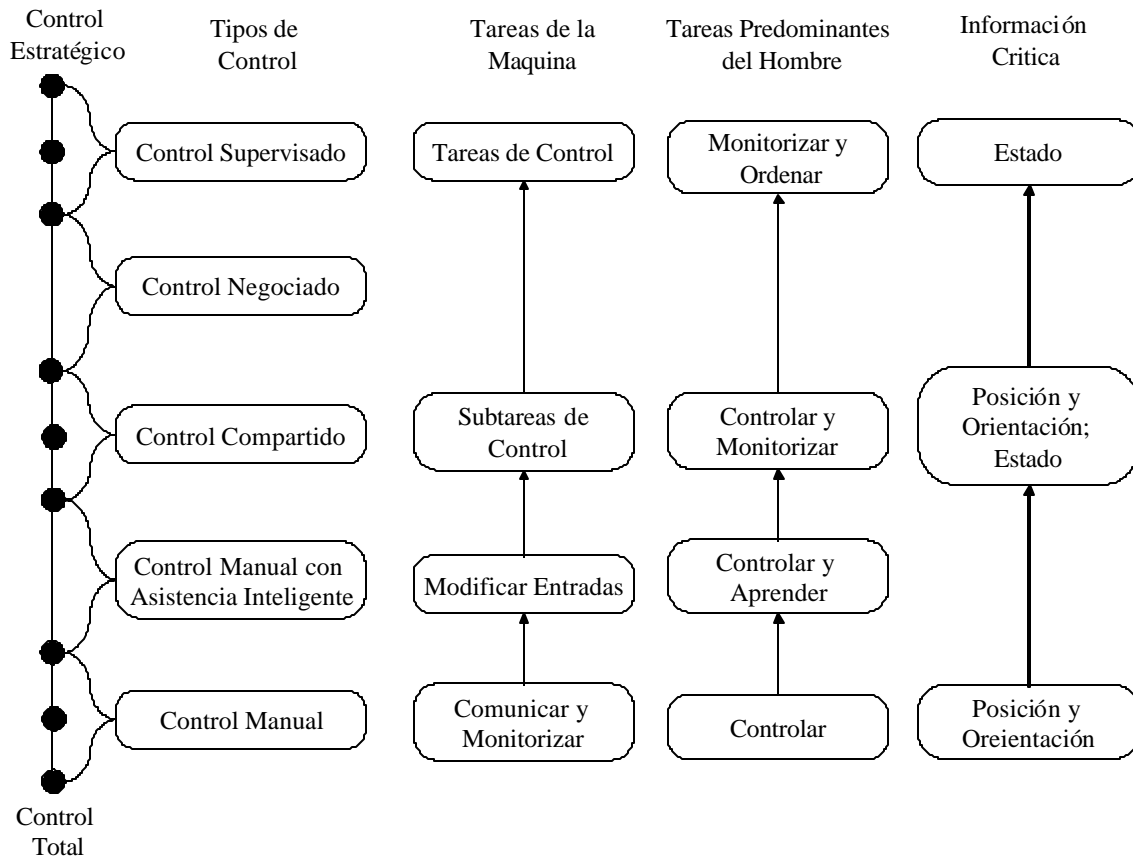 Control
Estratégico
Tipos de
Control
Tareas de la
Maquina
Tareas Predominantes
del Hombre
Información
Critica
Control Supervisado
Tareas de Control
Monitorizar y
Ordenar
Estado
Control Negociado
Control Compartido
Subtareas de
Control
Controlar y
Monitorizar
Posición y
Orientación;
Estado
Control Manual con
Asistencia Inteligente
Modificar Entradas
Controlar y
Aprender
Control Manual
Comunicar y
Monitorizar
Controlar
Posición y
Oreientación
Control
Total